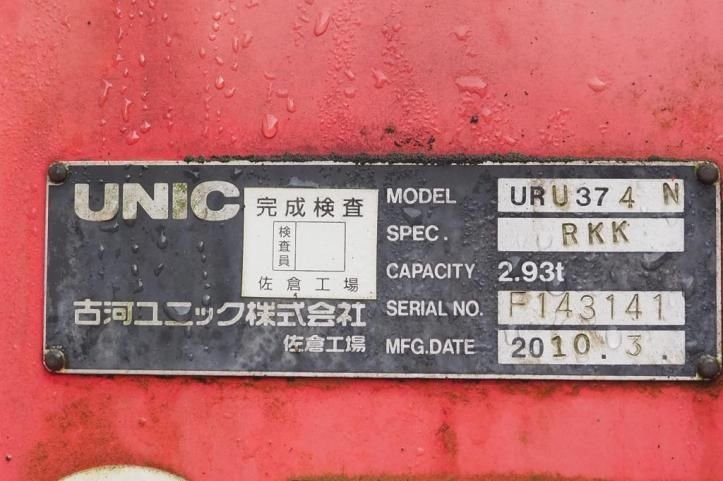 UNIC
完成検査
検査員
佐倉工場
古河ユニック株式会社
佐倉工場
MODEL URU374N
SPEC. RKK
CAPACITY 2.93t
SERIAL NO. F143141
MFG.DATE 2010.3.